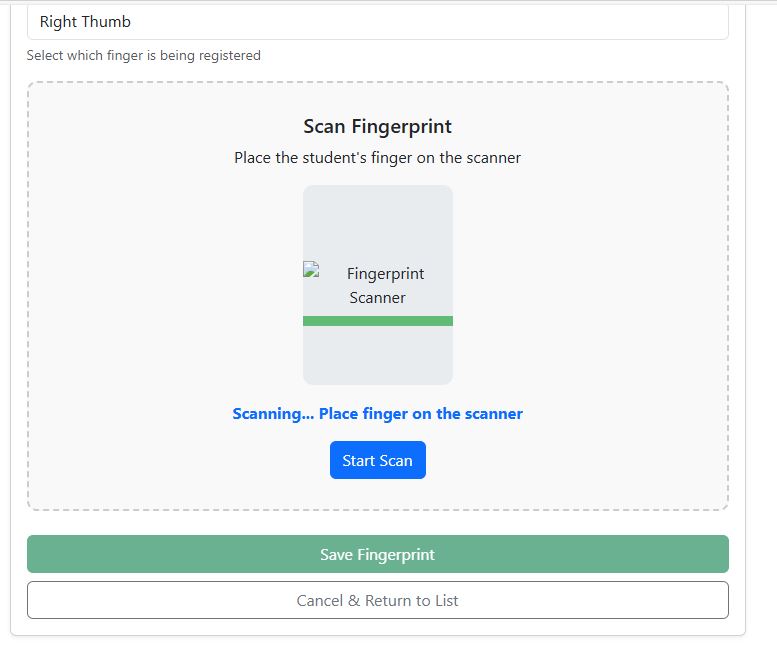 Right Thumb
Select which finger is being registered
Scan Fingerprint
Place the student's finger on the scanner
Fingerprint
Scanner
Scanning... Place finger on the scanner
Start Scan
Save Fingerprint
Cancel & Return to List